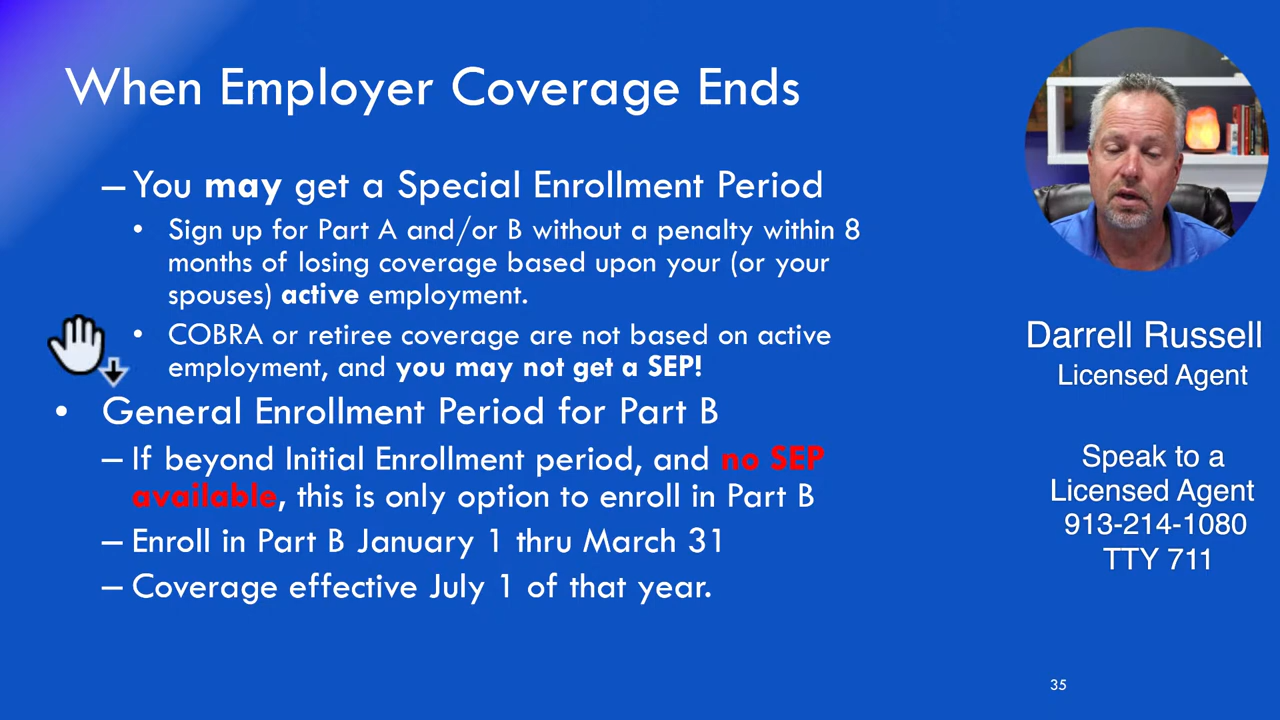 When Employer Coverage Ends
– You may get a Special Enrollment Period
• Sign up for Part A and/or B without a penalty within 8
months of losing coverage based upon your (or your
spouses) active employment.
• COBRA or retiree coverage are not based on active
employment, and you may not get a SEP!
• General Enrollment Period for Part B
– If beyond Initial Enrollment period, and no SEP
available, this is only option to enroll in Part B
– Enroll in Part B January 1 thru March 31
– Coverage effective July 1 of that year.
Darrell Russell
Licensed Agent
Speak to a
Licensed Agent
913-214-1080
TTY 711
35